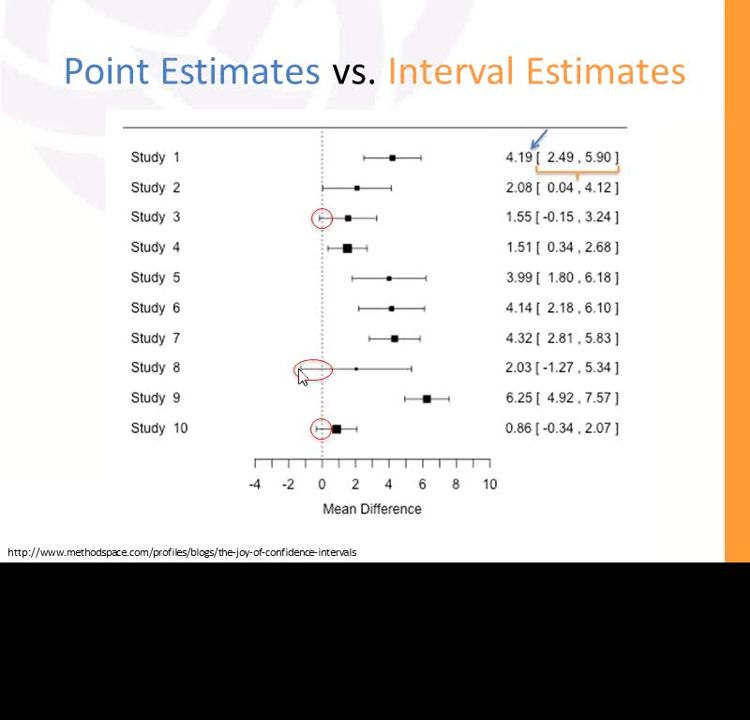 Point Estimates vs. Interval Estimates
Study 1 4.19 [ 2.49 , 5.90 ]
Study 2 2.08 [ 0.04 , 4.12 ]
Study 3 1.55 [ -0.15 , 3.24 ]
Study 4 1.51 [ 0.34 , 2.68 ]
Study 5 3.99 [ 1.80 , 6.18 ]
Study 6 4.14 [ 2.18 , 6.10 ]
Study 7 4.32 [ 2.81 , 5.83 ]
Study 8 2.03 [ -1.27 , 5.34 ]
Study 9 6.25 [ 4.92 , 7.57 ]
Study 10 0.86 [ -0.34 , 2.07 ]
-4 -2 0 2 4 6 8 10
Mean Difference
http://www.methodspace.com/profiles/blogs/the-joy-of-confidence-intervals